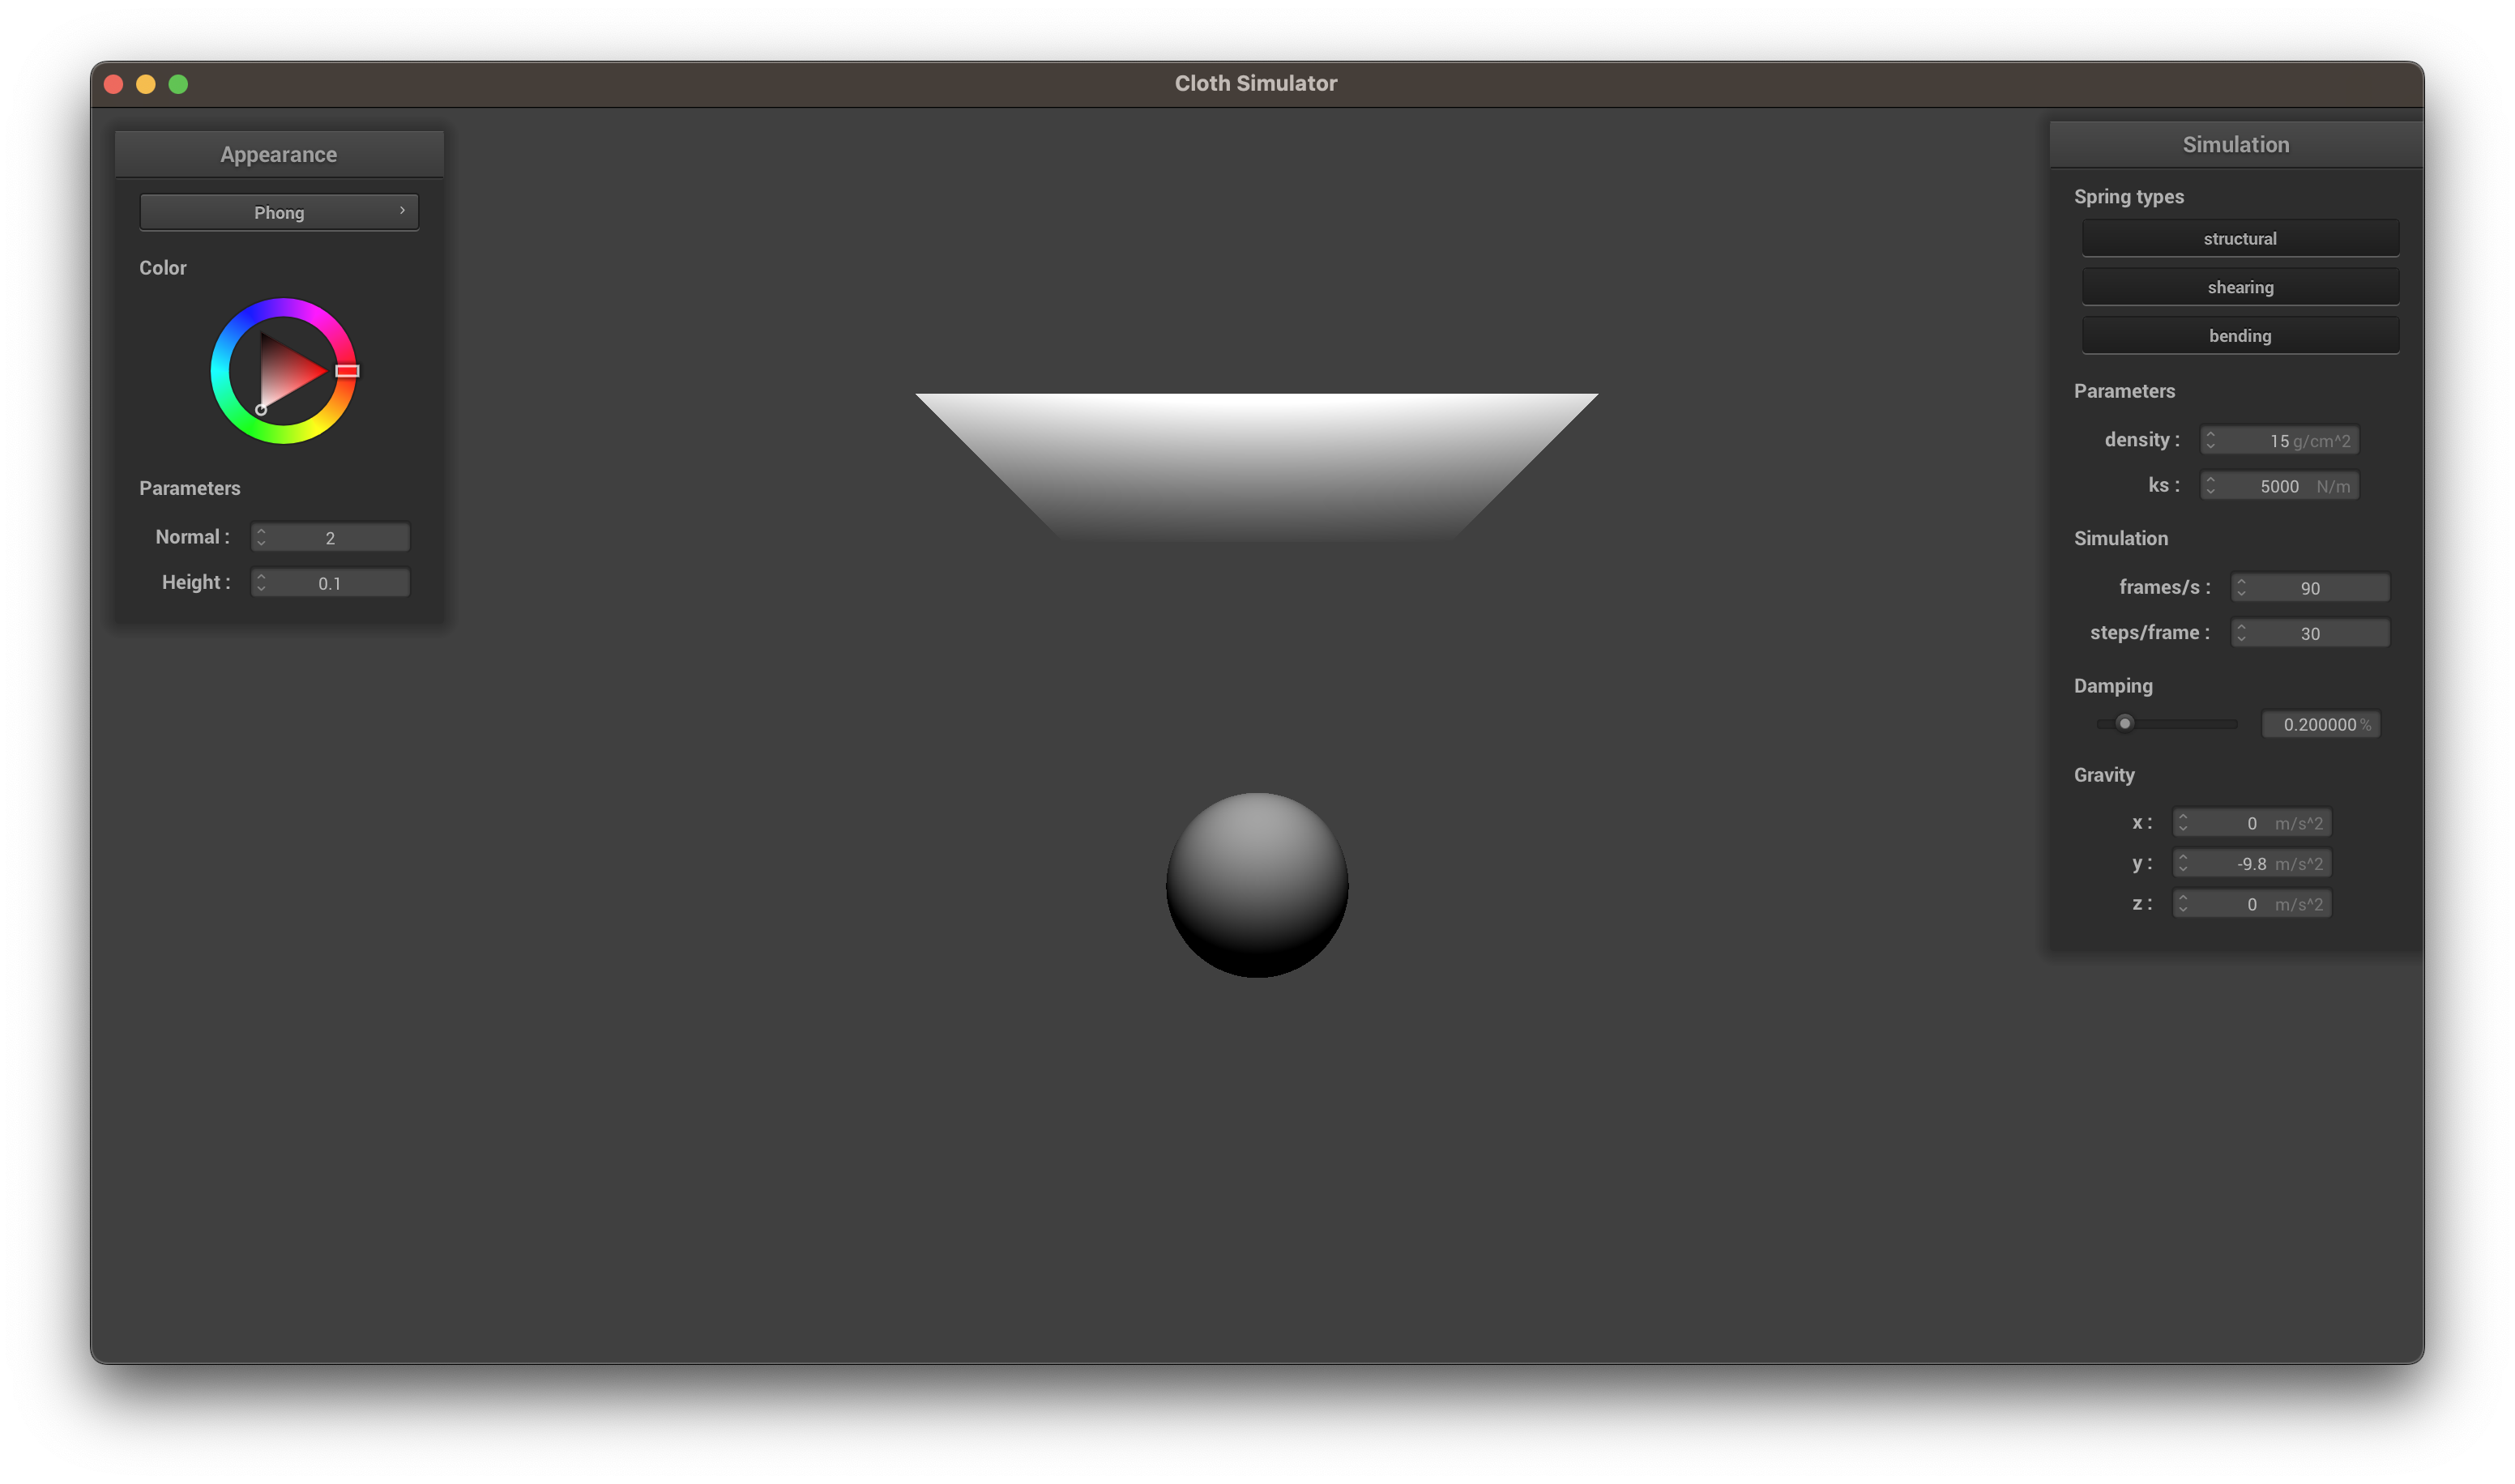 Cloth Simulator
Appearance
Phong
Color
Parameters
Normal : 2
Height : 0.1
Simulation
Spring types
structural
shearing
bending
Parameters
density : 15 g/cm^2
ks : 5000 N/m
Simulation
frames/s : 90
steps/frame : 30
Damping
0.200000 %
Gravity
x : 0 m/s^2
y : -9.8 m/s^2
z : 0 m/s^2